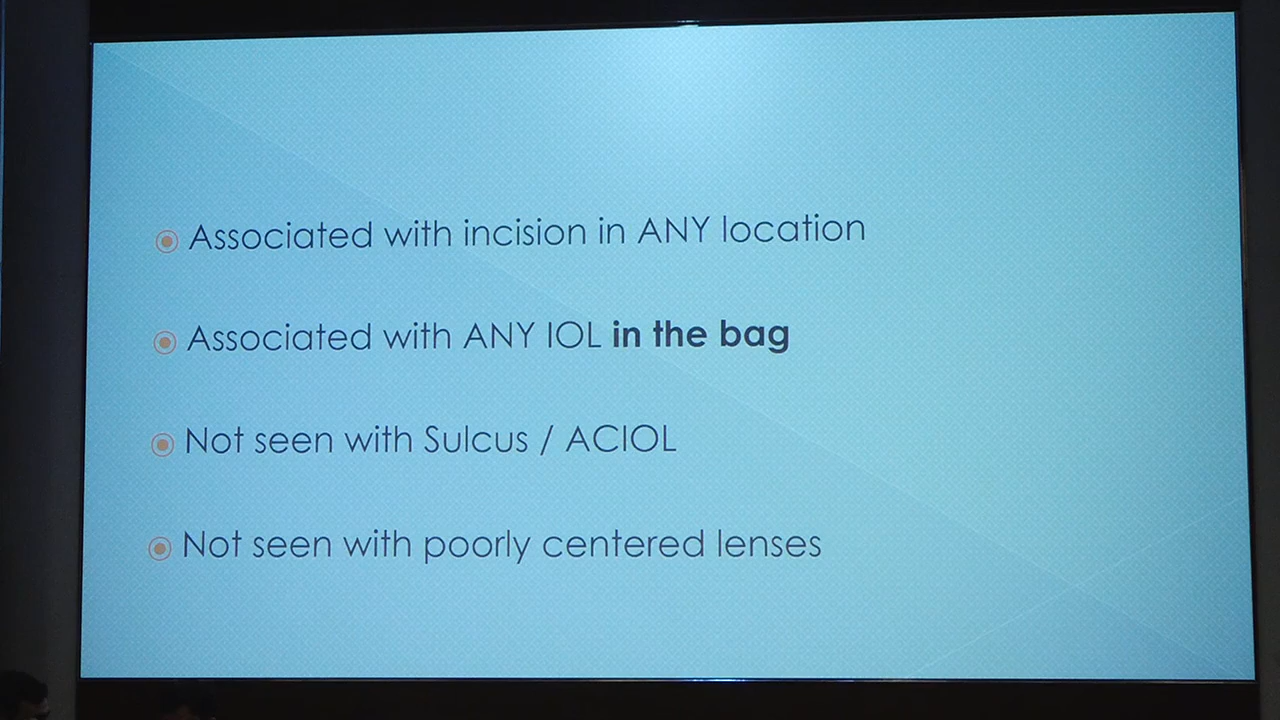 Associated with incision in ANY location
Associated with ANY IOL in the bag
Not seen with Sulcus / ACIOL
Not seen with poorly centered lenses